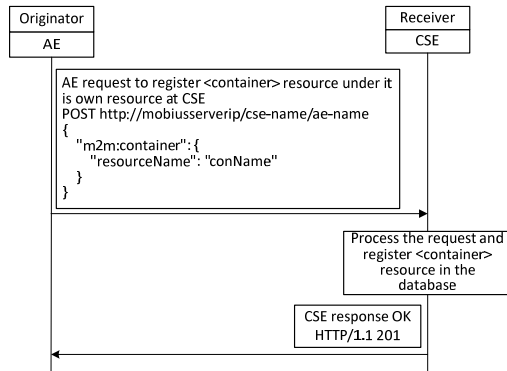 Originator
AE
Receiver
CSE
AE request to register <container> resource under it
is own resource at CSE
POST http://mobiusserverip/cse-name/ae-name
{
"m2m:container": {
"resourceName": "conName"
}
}
Process the request and
register <container>
resource in the
database
CSE response OK
HTTP/1.1 201